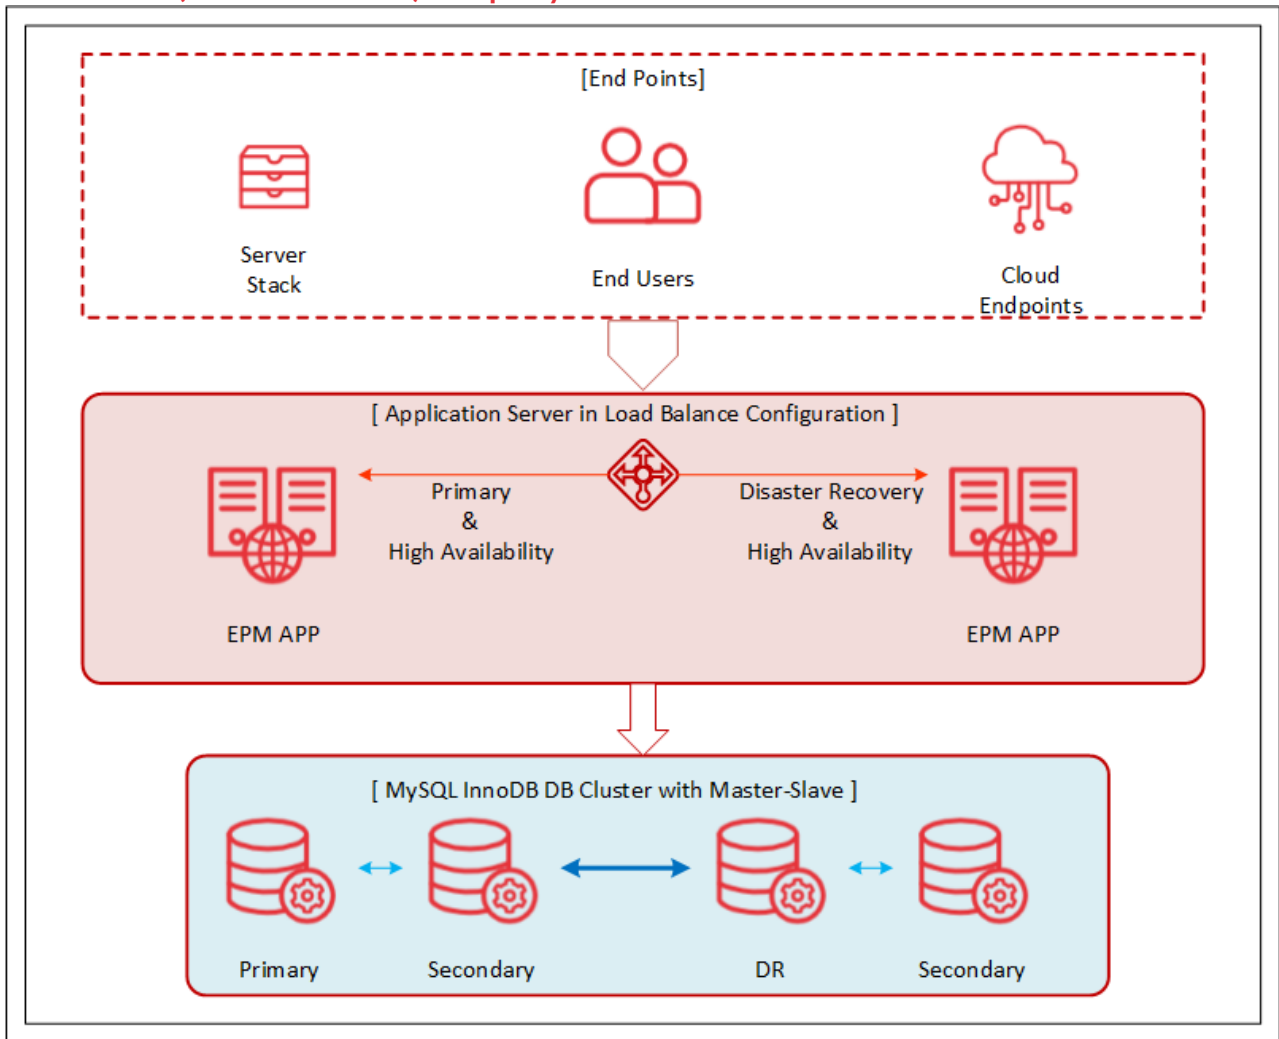 [End Points]
Server
Stack
End Users
Cloud
Endpoints
[ Application Server in Load Balance Configuration ]
Primary
&
High Availability
Disaster Recovery
&
High Availability
EPM APP
EPM APP
[ MySQL InnoDB DB Cluster with Master-Slave ]
Primary
Secondary
DR
Secondary